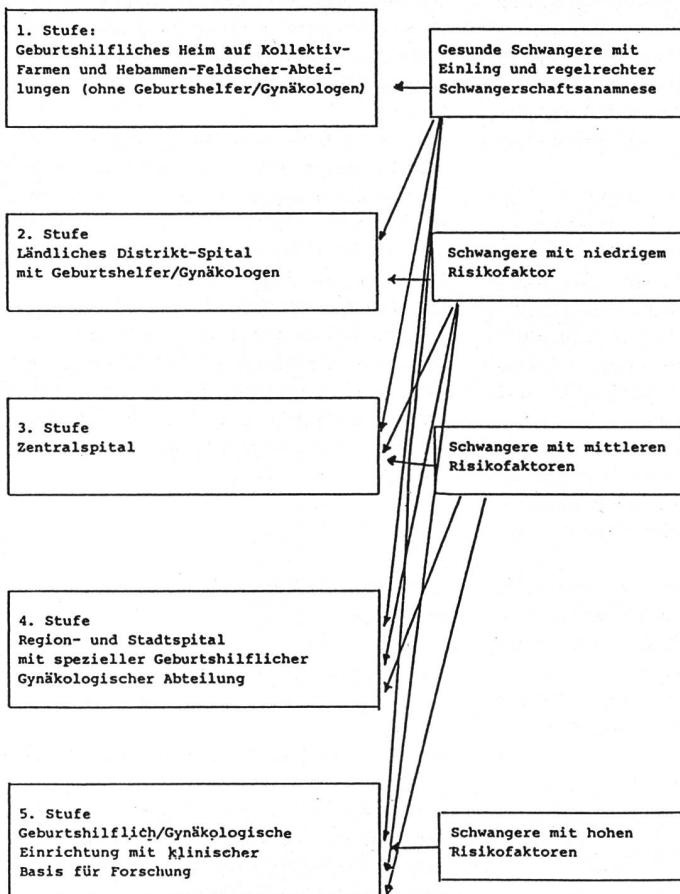 1. Stufe:
Geburtshilfliches Heim auf Kollektiv-
Farmen und Hebammen-Feldscher-Abtei-
lungen (ohne Geburtshelfer/Gynäkologen)
Gesunde Schwangere mit
Einling und regelrechter
Schwangerschaftsanamnese
2. Stufe
Ländliches Distrikt-Spital
mit Geburtshelfer/Gynäkologen
Schwangere mit niedrigem
Risikofaktor
3. Stufe
Zentralspital
Schwangere mit mittleren
Risikofaktoren
4. Stufe
Region- und Stadtspital
mit spezieller Geburtshilflicher
Gynäkologischer Abteilung
5. Stufe
Geburtshilflich/Gynäkologische
Einrichtung mit klinischer
Basis für Forschung
Schwangere mit hohen
Risikofaktoren